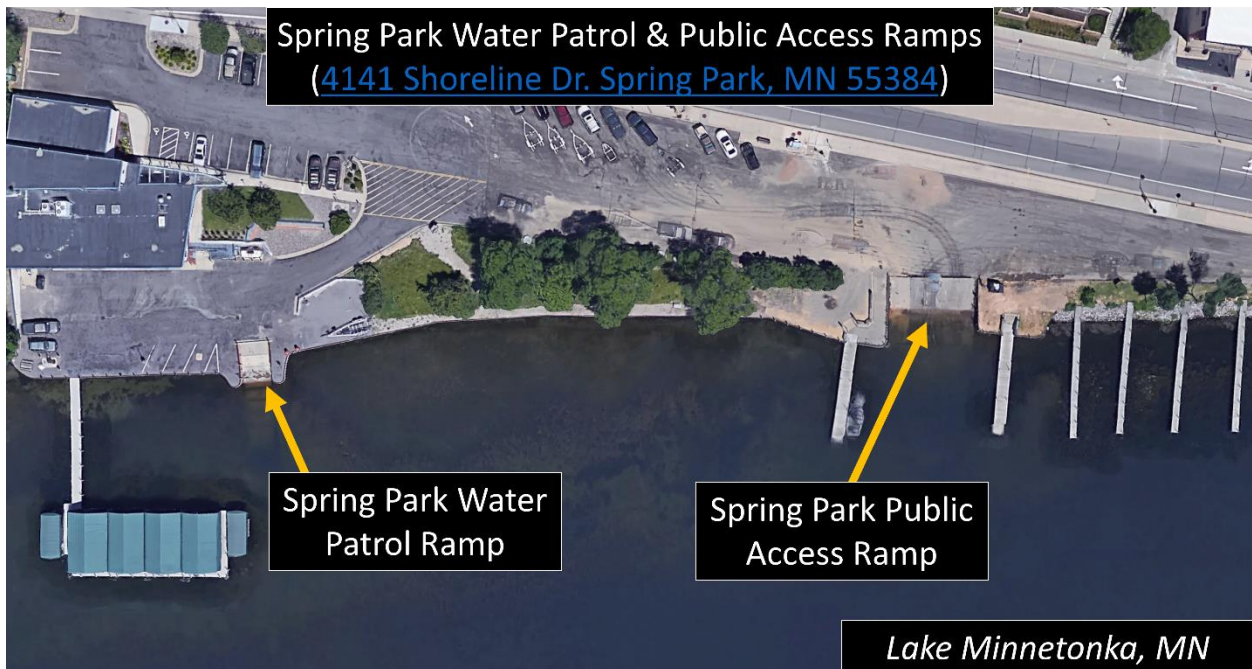 Spring Park Water Patrol & Public Access Ramps
(4141 Shoreline Dr. Spring Park, MN 55384)
Spring Park Water
Patrol Ramp
Spring Park Public
Access Ramp
Lake Minnetonka, MN